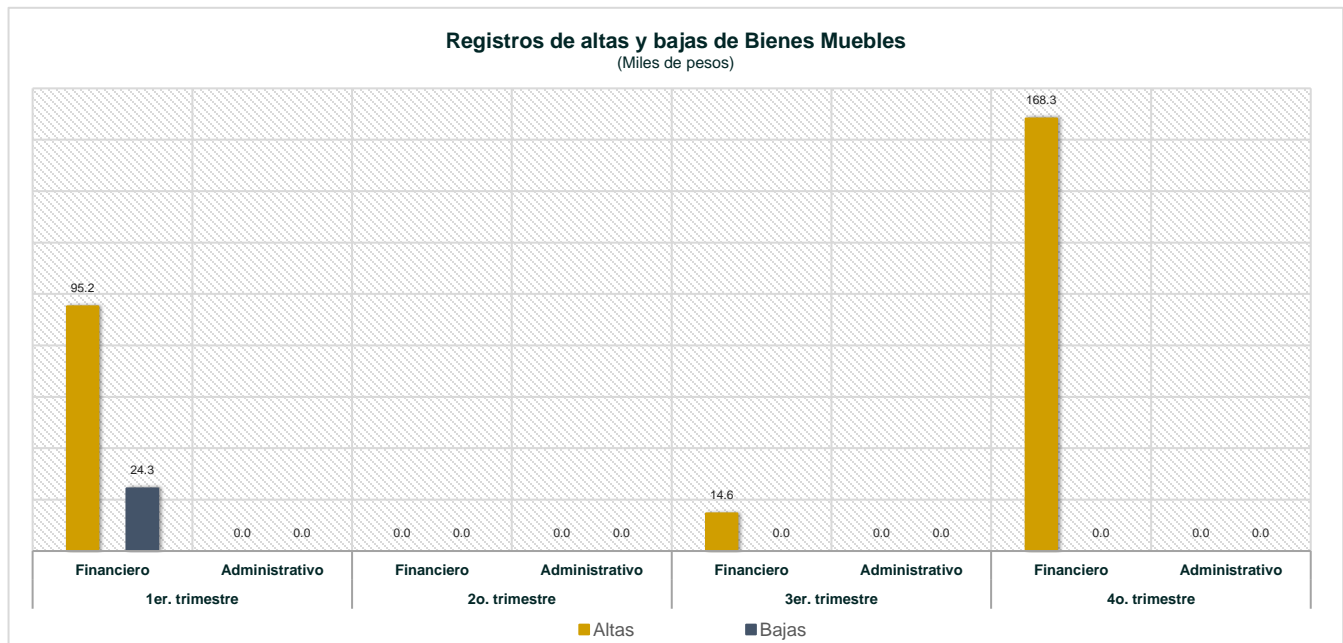 Registros de altas y bajas de Bienes Muebles
(Miles de pesos)
168.3
95.2
24.3
14.6
0.0 0.0 0.0 0.0 0.0 0.0 0.0 0.0 0.0 0.0 0.0 0.0
Financiero Administrativo Financiero Administrativo Financiero Administrativo Financiero Administrativo
1er. trimestre 2o. trimestre 3er. trimestre 4o. trimestre
Altas Bajas